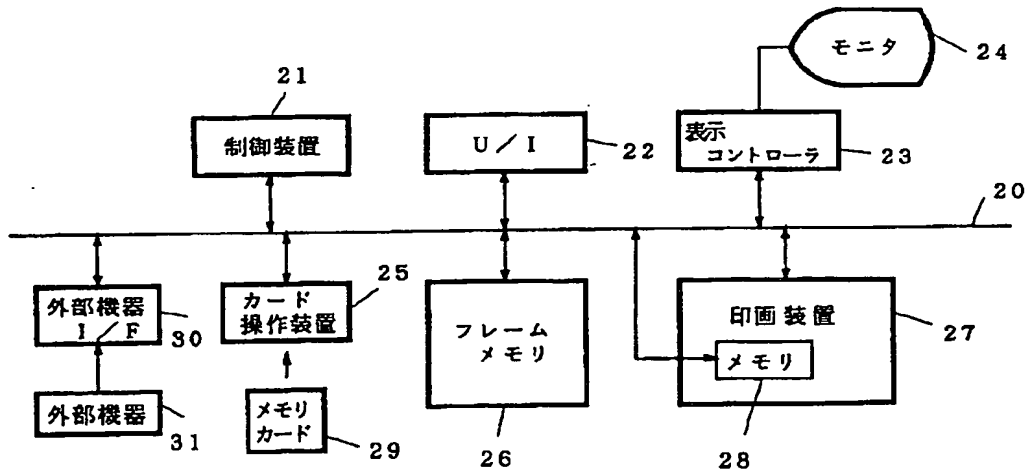 モニタ
24
21
制御装置
U/I
22
表示
コントローラ
23
20
外部機器
I/F
30
25
カード
操作装置
フレーム
メモリ
印画装置
27
メモリ
外部機器
31
メモリ
カード
29
26
28